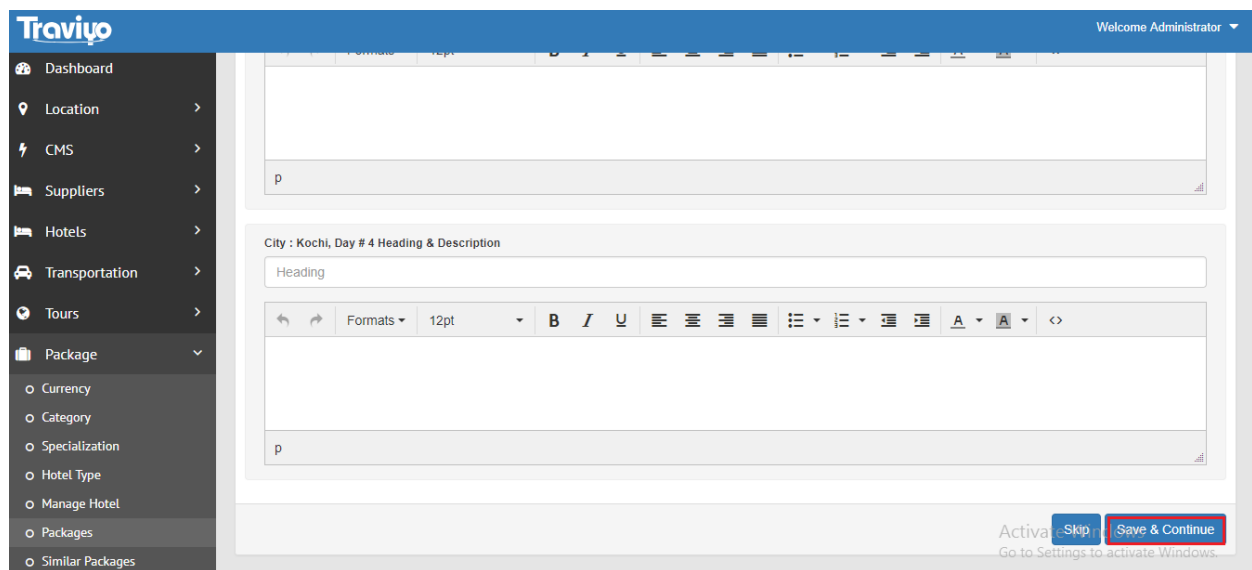 Traviyo
Welcome Administrator
Dashboard
Location
CMS
Suppliers
Hotels
Transportation
Tours
Package
Currency
Category
Specialization
Hotel Type
Manage Hotel
Packages
Similar Packages
Formats 12pt B I U A A
p
City : Kochi, Day # 4 Heading & Description
Heading
Formats 12pt B I U A A <>
p
Skip Save & Continue
Activate Windows
Go to Settings to activate Windows.